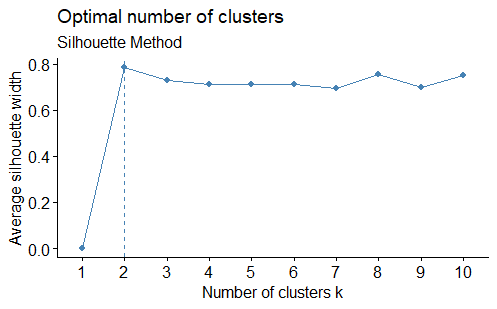 Optimal number of clusters
Silhouette Method
Average silhouette width
0.8
0.6
0.4
0.2
0.0
1 2 3 4 5 6 7 8 9 10
Number of clusters k